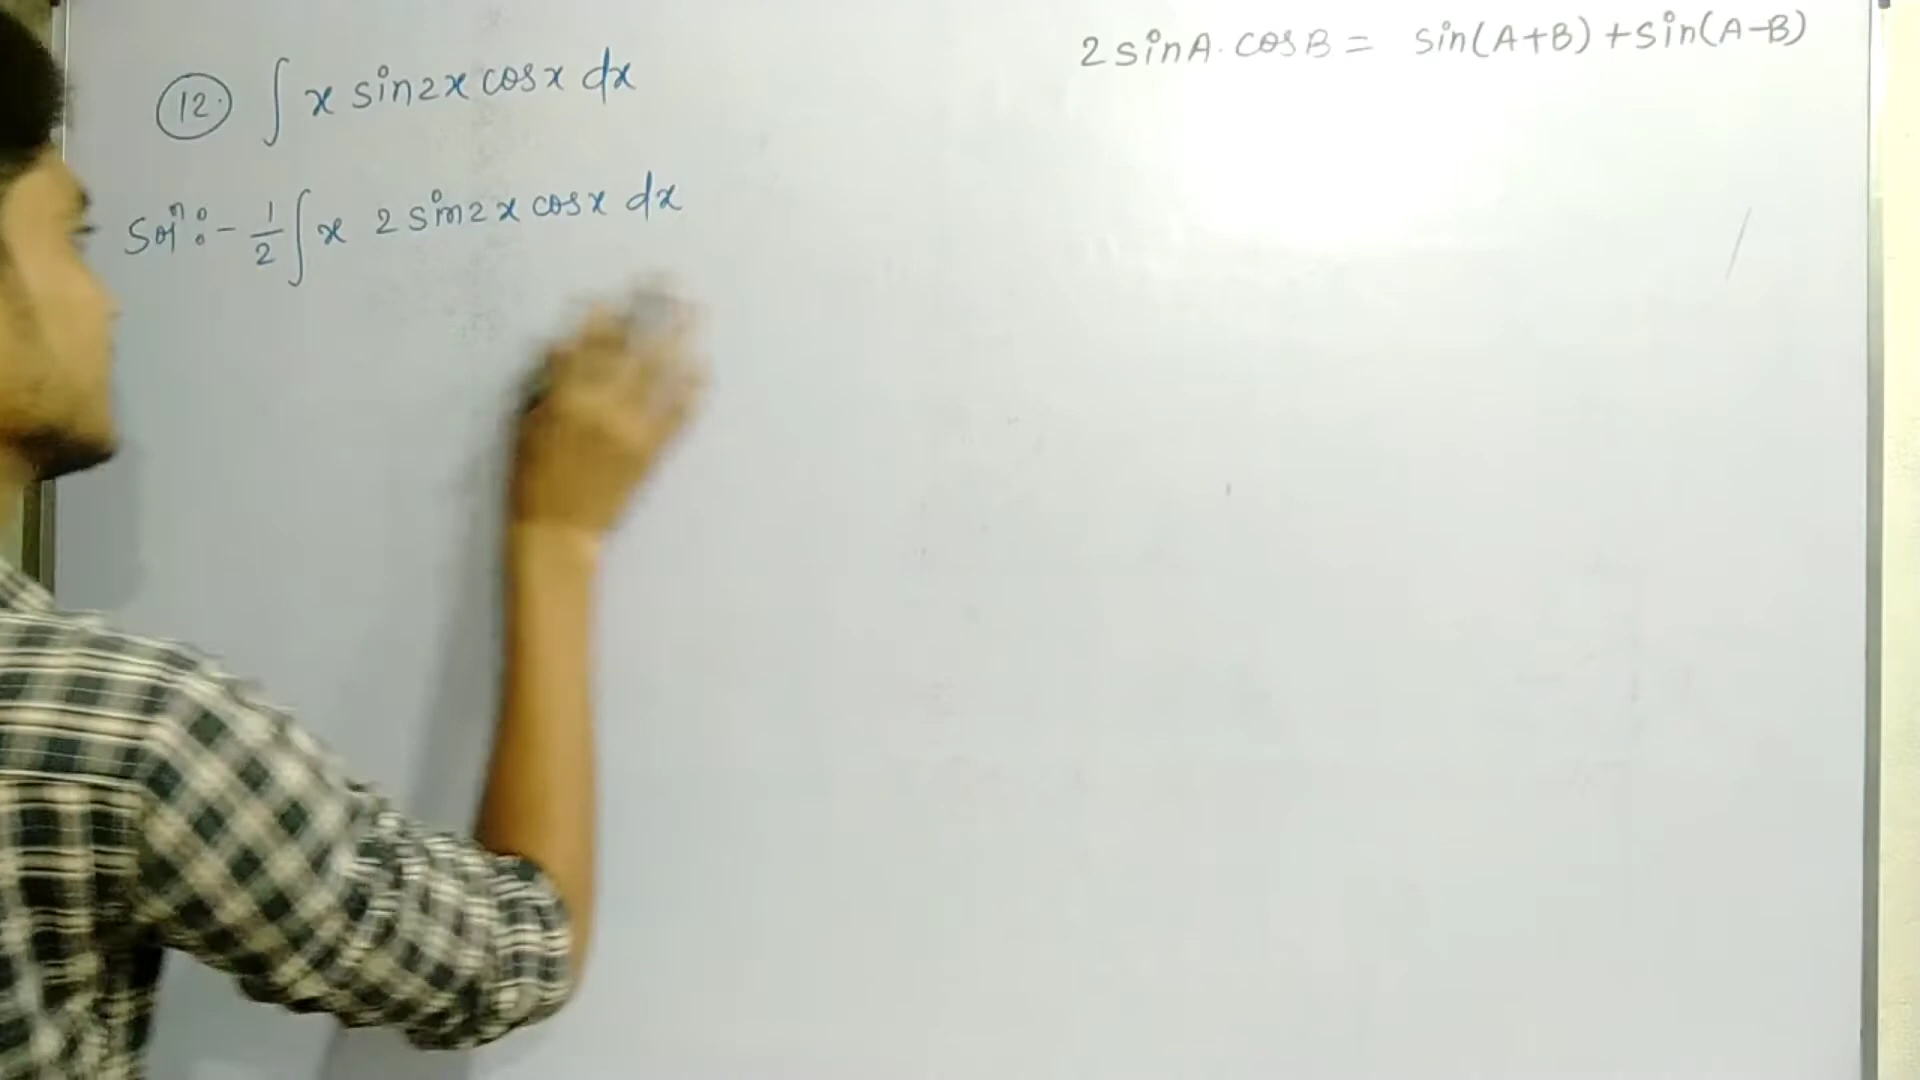 2 sinA. cosB = sin(A+B) + sin(A-B)
12. ∫ x sin2x cosx dx
Solⁿ:- 1/2 ∫ x 2 sin2x cosx dx